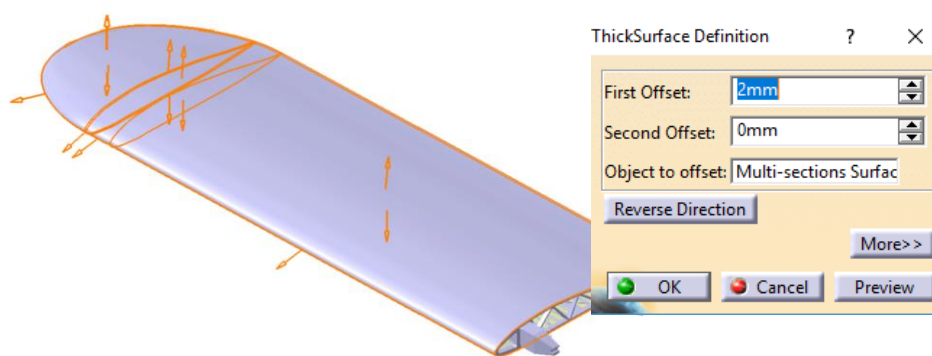 ThickSurface Definition ?
First Offset: 2mm
Second Offset: 0mm
Object to offset: Multi-sections Surfac
Reverse Direction
More>>
OK Cancel Preview